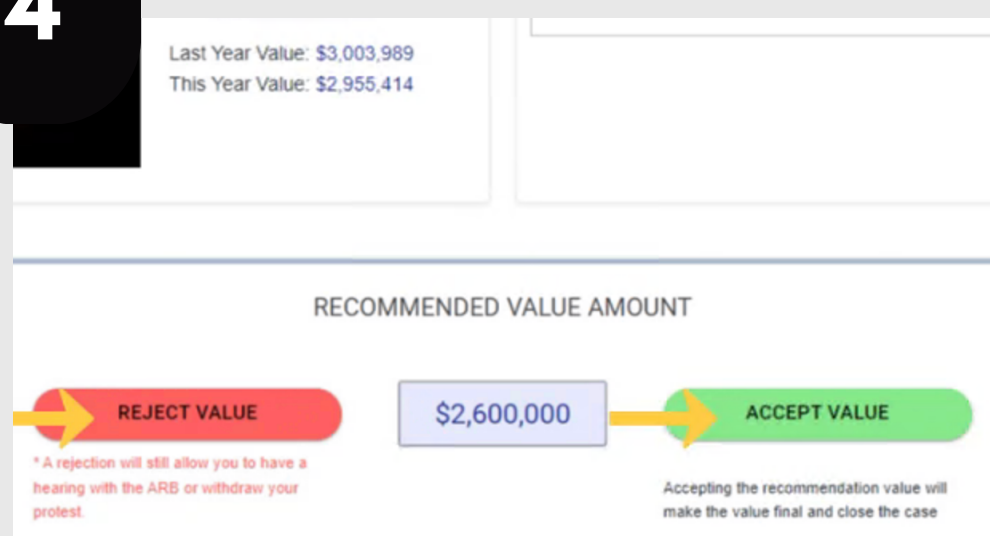 4
Last Year Value: $3,003,989
This Year Value: $2,955,414
RECOMMENDED VALUE AMOUNT
REJECT VALUE
$2,600,000
ACCEPT VALUE
* A rejection will still allow you to have a
hearing with the ARB or withdraw your
protest.
Accepting the recommendation value will
make the value final and close the case